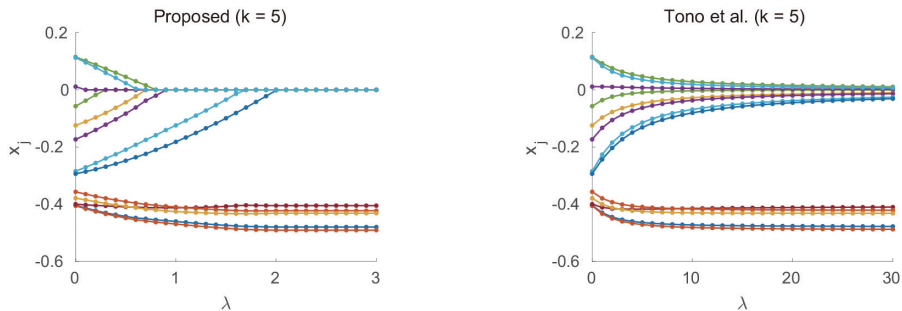 Proposed (k = 5)
0.2
0
-0.2
-0.4
-0.6
x_j
0 1 2 3
λ
Tono et al. (k = 5)
0.2
0
-0.2
-0.4
-0.6
x_j
0 10 20 30
λ